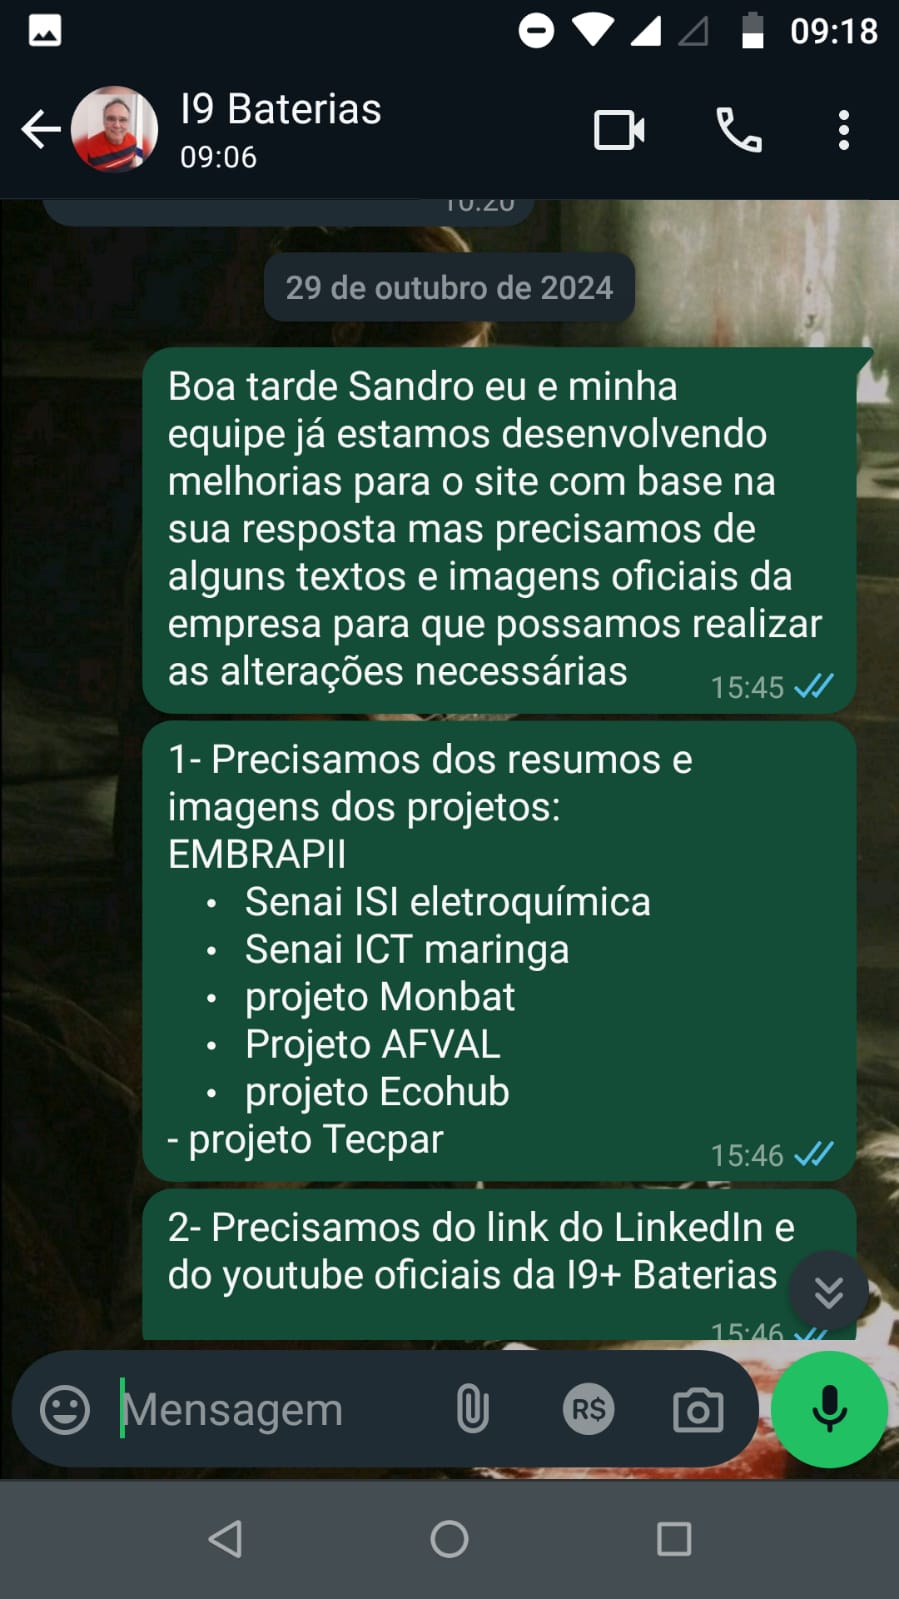 09:18
I9 Baterias
09:06
10:20
29 de outubro de 2024
Boa tarde Sandro eu e minha
equipe já estamos desenvolvendo
melhorias para o site com base na
sua resposta mas precisamos de
alguns textos e imagens oficiais da
empresa para que possamos realizar
as alterações necessárias
15:45
1- Precisamos dos resumos e
imagens dos projetos:
EMBRAPII
• Senai ISI eletroquímica
• Senai ICT maringa
• projeto Monbat
• Projeto AFVAL
• projeto Ecohub
- projeto Tecpar
15:46
2- Precisamos do link do LinkedIn e
do youtube oficiais da I9+ Baterias
15:46
Mensagem
R$